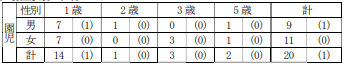 園児 性別 1歳 2歳 3歳 5歳 計
男 7 (1) 1 (0) 0 (0) 1 (0) 9 (1)
女 7 (0) 0 (0) 3 (0) 1 (0) 11 (0)
計 14 (1) 1 (0) 3 (0) 2 (0) 20 (1)